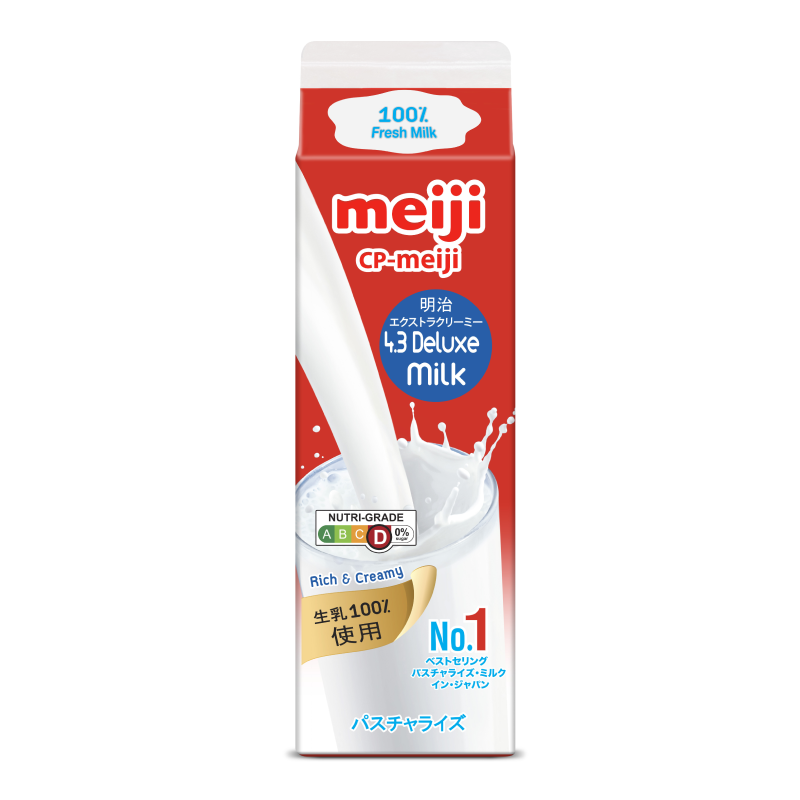 100%
Fresh Milk
meiji
CP-meiji
明治
エクストラクリーミー
4.3 Deluxe
Milk
NUTRI-GRADE
A B C D 0%
sugar
Rich & Creamy
生乳100%
使用
No.1
ベストセリング
パスチャライズ・ミルク
イン・ジャパン
パスチャライズ